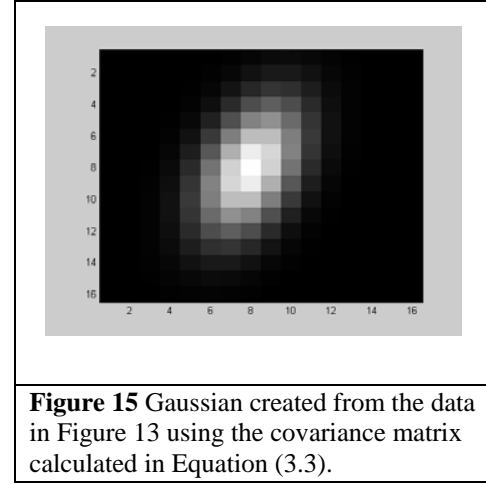 2
4
6
8
10
12
14
16
2 4 6 8 10 12 14 16
Figure 15 Gaussian created from the data
in Figure 13 using the covariance matrix
calculated in Equation (3.3).